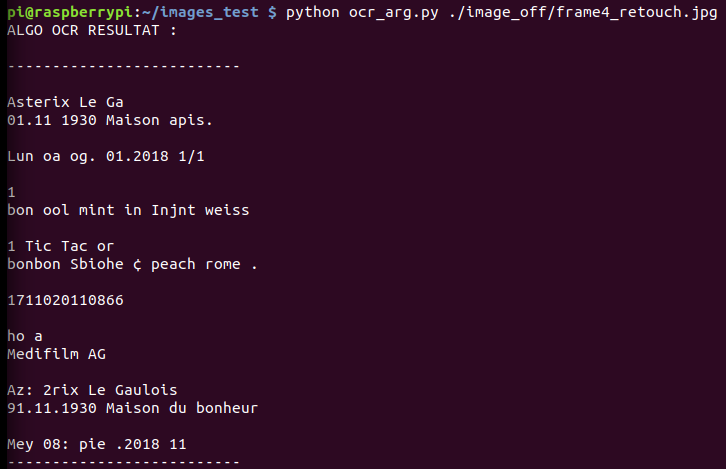 pi@raspberrypi:~/images_test $ python ocr_arg.py ./image_off/frame4_retouch.jpg
ALGO OCR RESULTAT :
--------------------------
Asterix Le Ga
01.11 1930 Maison apis.
Lun oa og. 01.2018 1/1
1
bon ool mint in Injnt weiss
1 Tic Tac or
bonbon Sbiohe ¢ peach rome .
1711020110866
ho a
Medifilm AG
Az: 2rix Le Gaulois
91.11.1930 Maison du bonheur
Mey 08: pie .2018 11
--------------------------